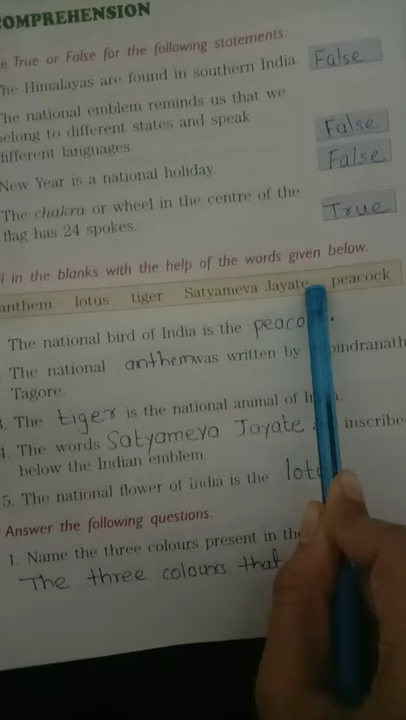 COMPREHENSION
True or False for the following statements.
The Himalayas are found in southern India. False
The national emblem reminds us that we
belong to different states and speak
different languages. False
New Year is a national holiday. False
The chakra or wheel in the centre of the
flag has 24 spokes. True
in the blanks with the help of the words given below.
anthem lotus tiger Satyameva Jayate peacock
The national bird of India is the
The national anthem was written by
Tagore.
3. The tiger is the national animal of
4. The words Satyameva Jayate
below the Indian emblem.
5. The national flower of india is the
Answer the following questions.
1. Name the three colours present in the
The three colours that